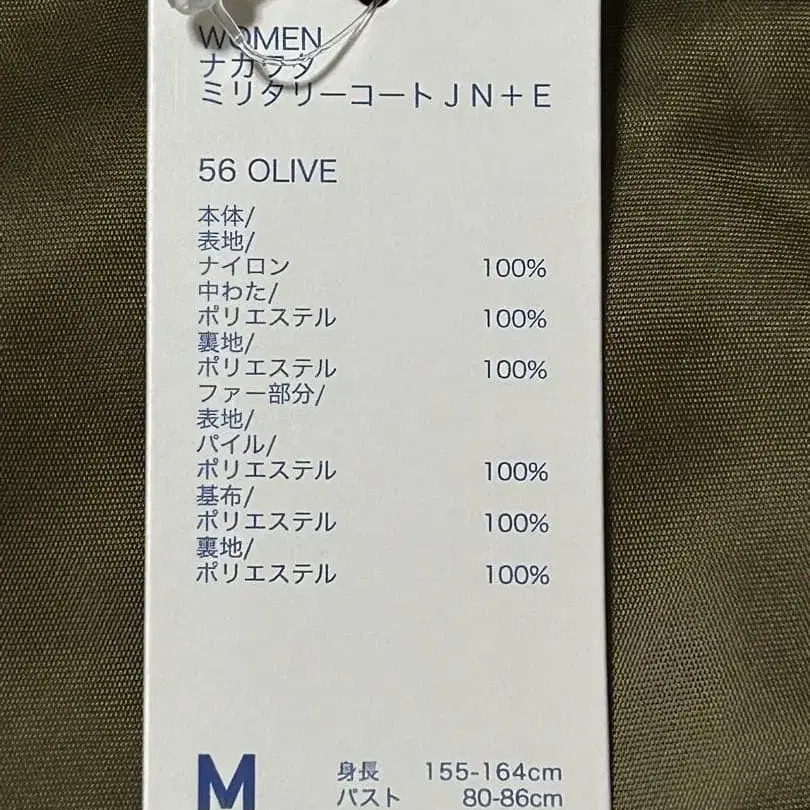 WOMEN
ナカワタ
ミリタリーコートJN+E
56 OLIVE
本体/
表地/
ナイロン 100%
中わた/
ポリエステル 100%
裏地/
ポリエステル 100%
ファー部分/
表地/
パイル/
ポリエステル 100%
基布/
ポリエステル 100%
裏地/
ポリエステル 100%
M 身長 155-164cm
バスト 80-86cm